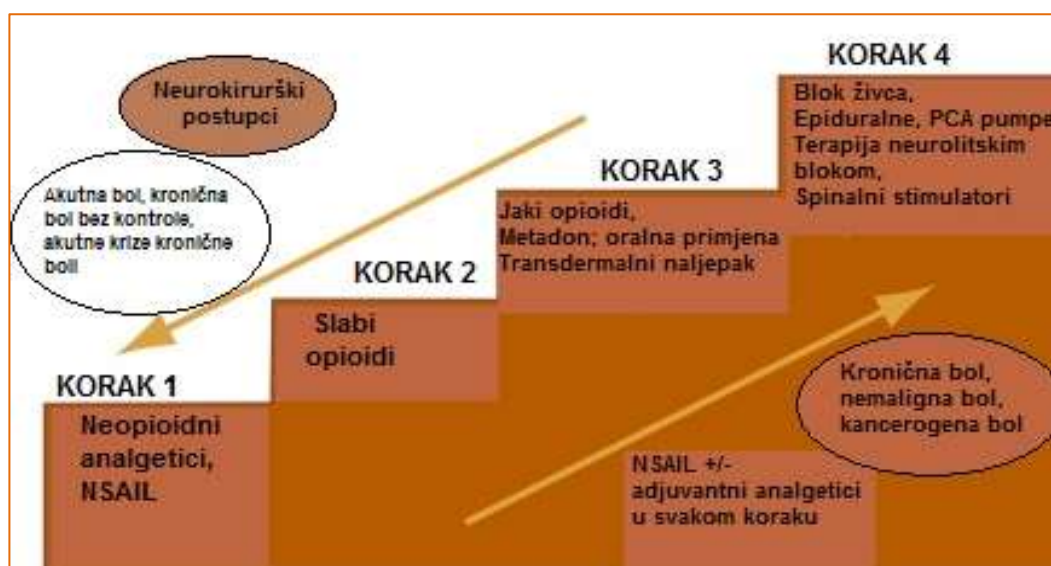 KORAK 4
Blok živca,
Epiduralne, PCA pumpe
Terapija neurolitskim
blokom,
Spinalni stimulatori
Neurokirurški
postupci
KORAK 3
Jaki opioidi,
Metadon; oralna primjena
Transdermalni naljepak
Akutna bol, kronična
bol bez kontrole,
akutne krize kronične
boli
KORAK 2
Slabi
opioidi
KORAK 1
Neopioidni
analgetici,
NSAIL
Kronična bol,
nemaligna bol,
kancerogena bol
NSAIL +/-
adjuvantni analgetici
u svakom koraku